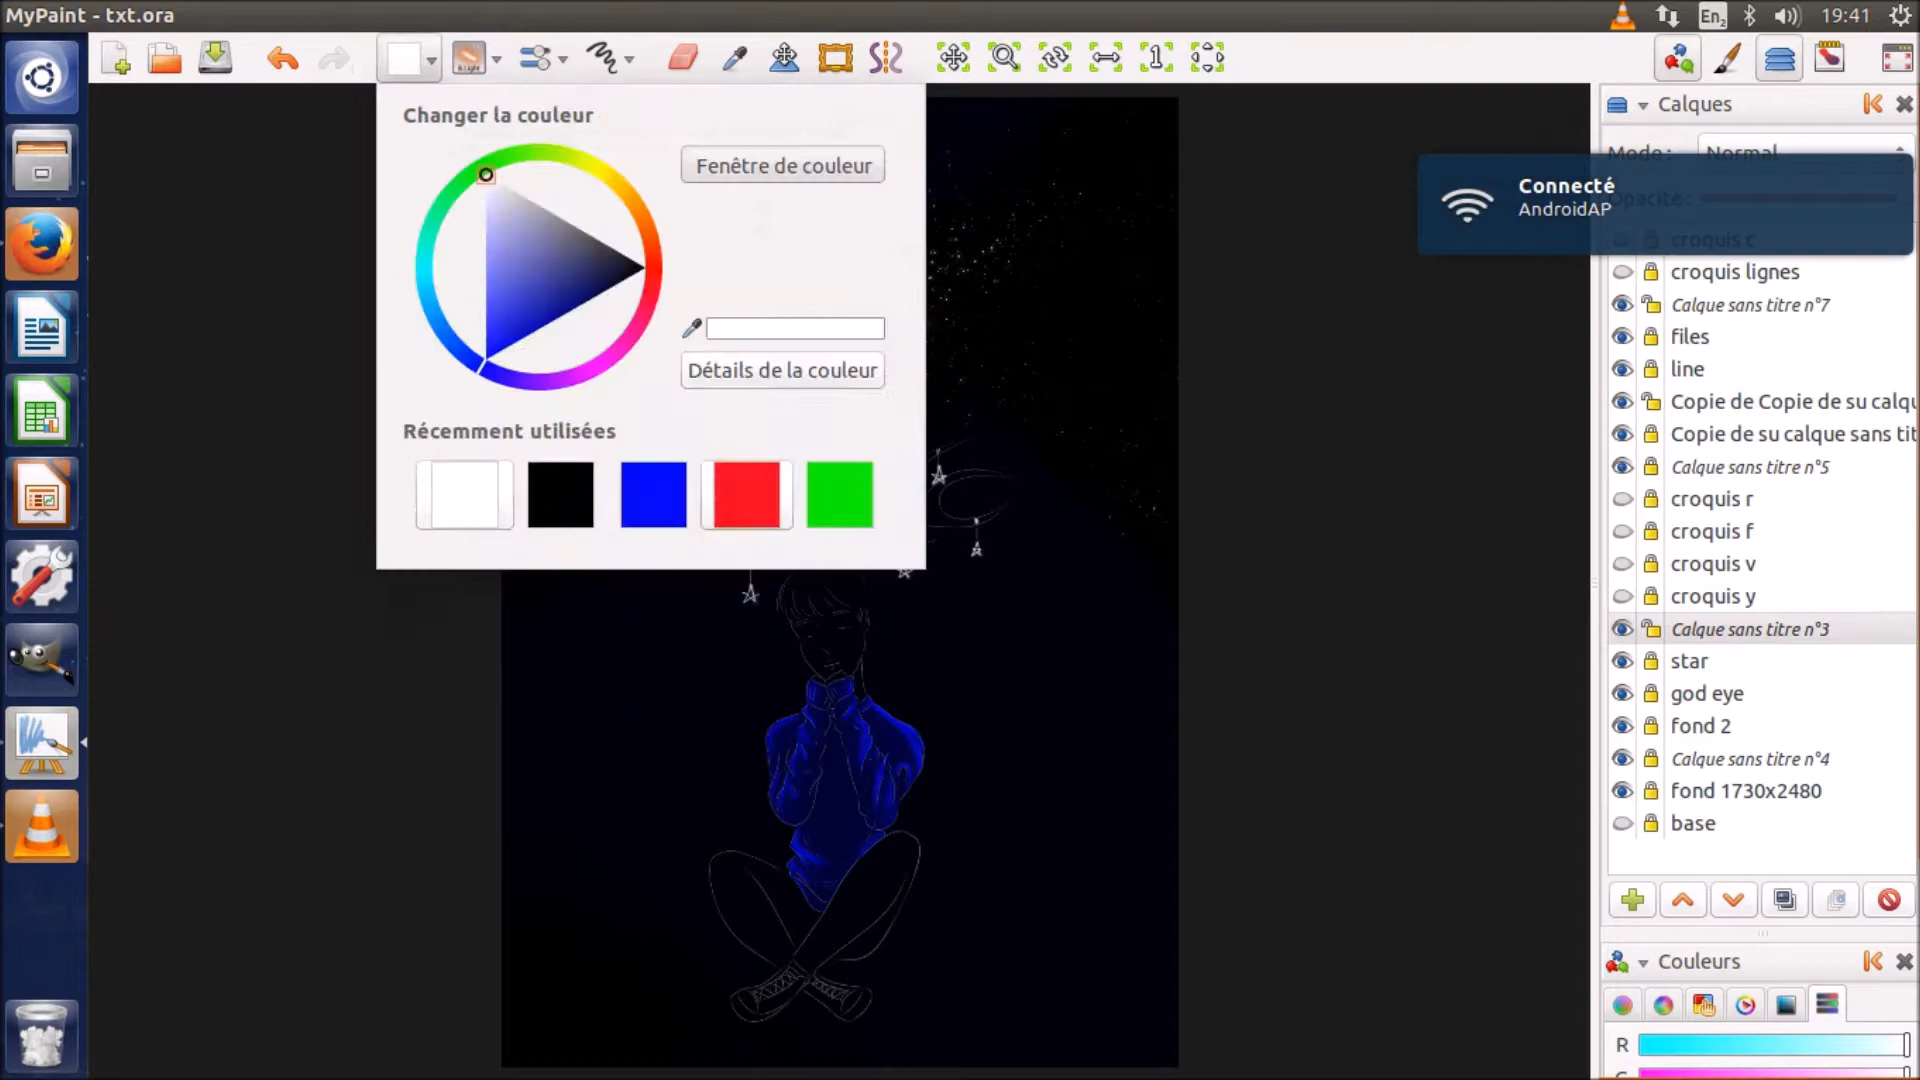 MyPaint - txt.ora
En2
19:41
Changer la couleur
Fenêtre de couleur
Détails de la couleur
Récemment utilisées
Calques
Mode :
Normal
Connecté
AndroidAP
Opacité :
croquis c
croquis lignes
Calque sans titre n°7
files
line
Copie de Copie de su calqu
Copie de su calque sans tit
Calque sans titre n°5
croquis r
croquis f
croquis v
croquis y
Calque sans titre n°3
star
god eye
fond 2
Calque sans titre n°4
fond 1730x2480
base
Couleurs
R